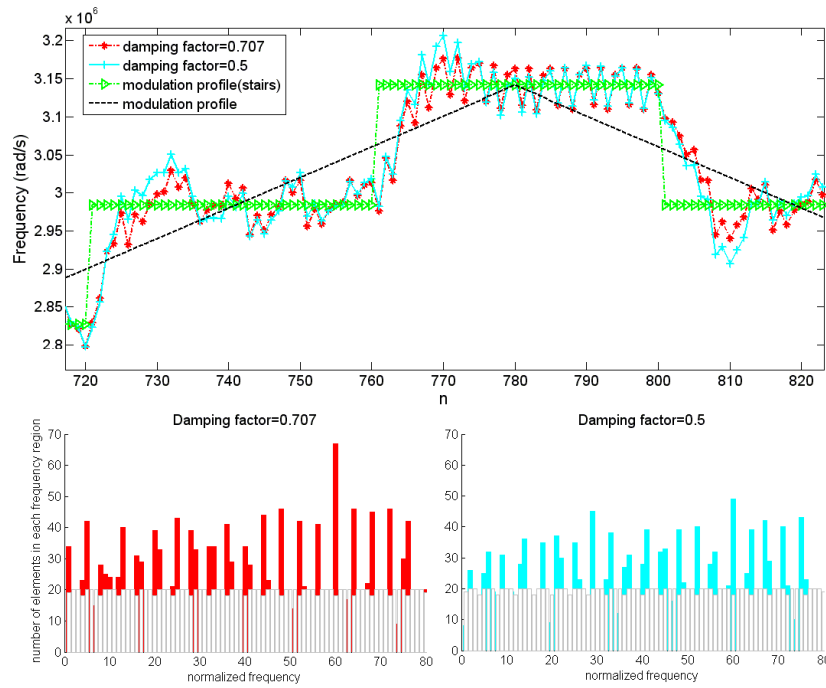 × 10⁶
3.2
3.15
3.1
3.05
3
2.95
2.9
2.85
2.8
Frequency (rad/s)
damping factor=0.707
damping factor=0.5
modulation profile(stairs)
modulation profile
720 730 740 750 760 770 780 790 800 810 820
n
Damping factor=0.707
70
60
50
40
30
20
10
0
number of elements in each frequency region
0 10 20 30 40 50 60 70 80
normalized frequency
Damping factor=0.5
70
60
50
40
30
20
10
0
0 10 20 30 40 50 60 70 80
normalized frequency